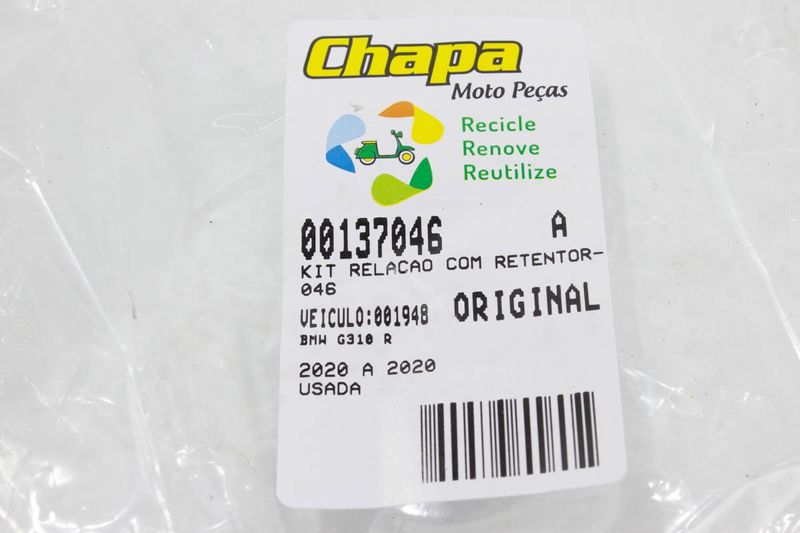 Chapa
Moto Peças
Recicle
Renove
Reutilize
00137046 A
KIT RELACAO COM RETENTOR-
046
VEICULO:001948 ORIGINAL
BMW G310 R
2020 A 2020
USADA